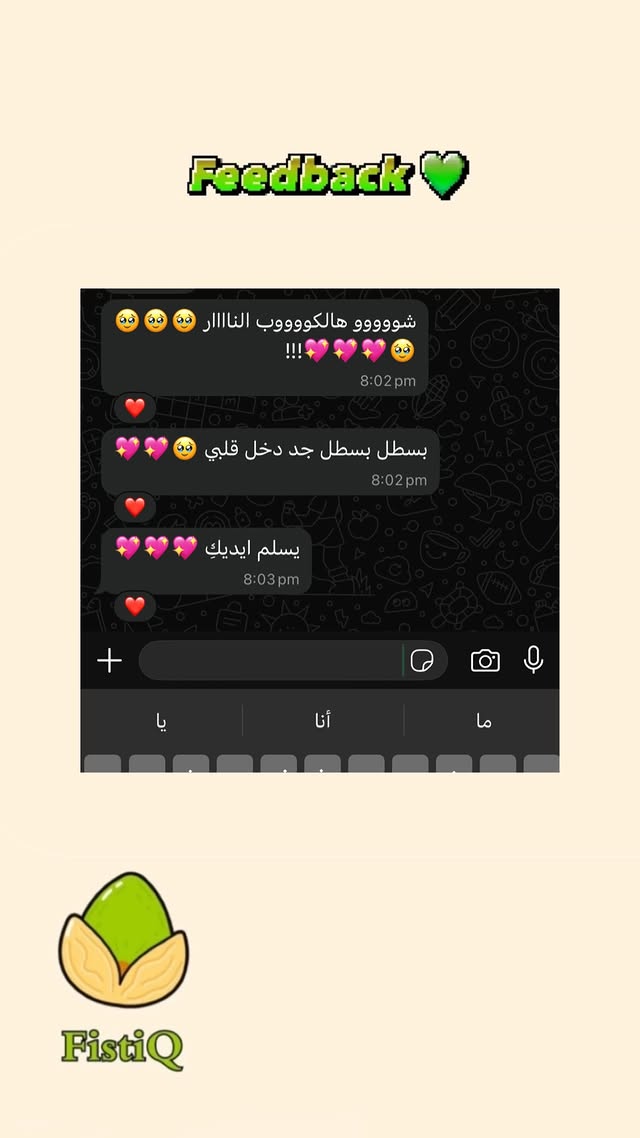 Feedback💚
شووووو هالكووووب الناااار 🥹🥹🥹
🥹💖💖💖!!!
8:02 pm
❤️
بسطل بسطل جد دخل قلبي 🥹💖💖
8:02 pm
❤️
يسلم ايديكِ 💖💖💖
8:03 pm
❤️
ما أنا يا
FistiQ